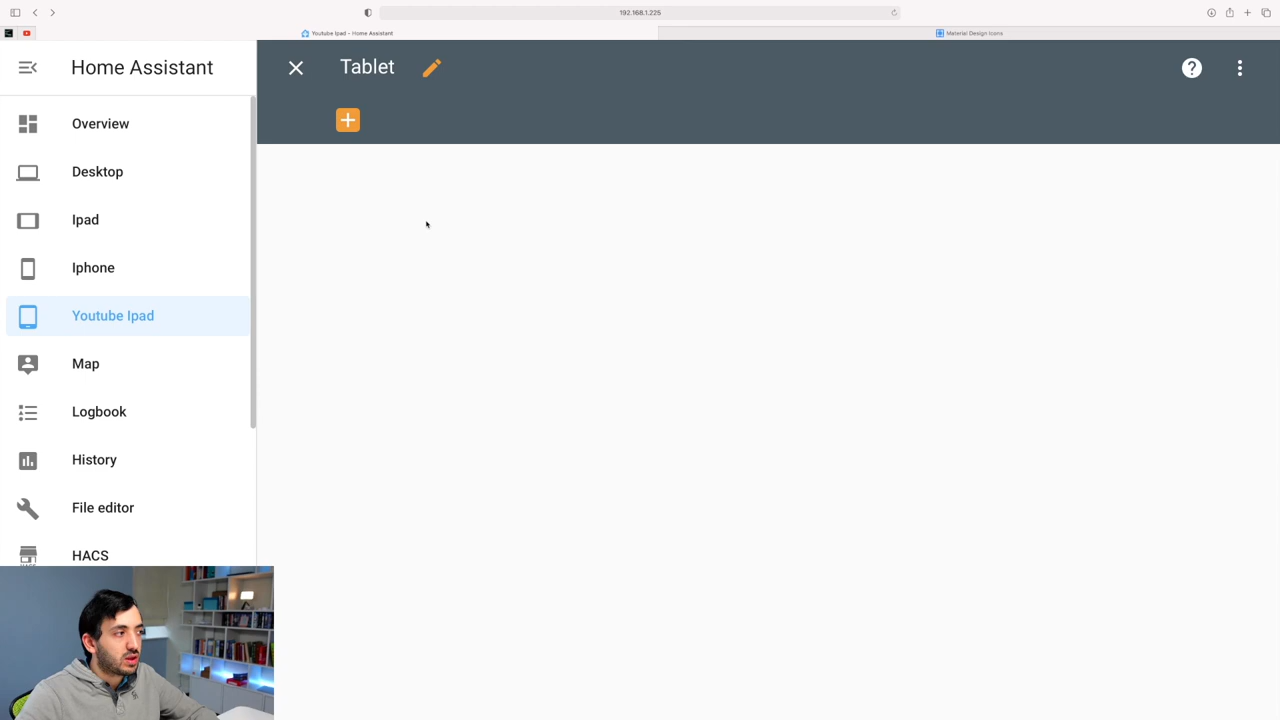 192.168.1.225
Youtube Ipad – Home Assistant
Material Design Icons
Home Assistant
Tablet
Overview
Desktop
Ipad
Iphone
Youtube Ipad
Map
Logbook
History
File editor
HACS